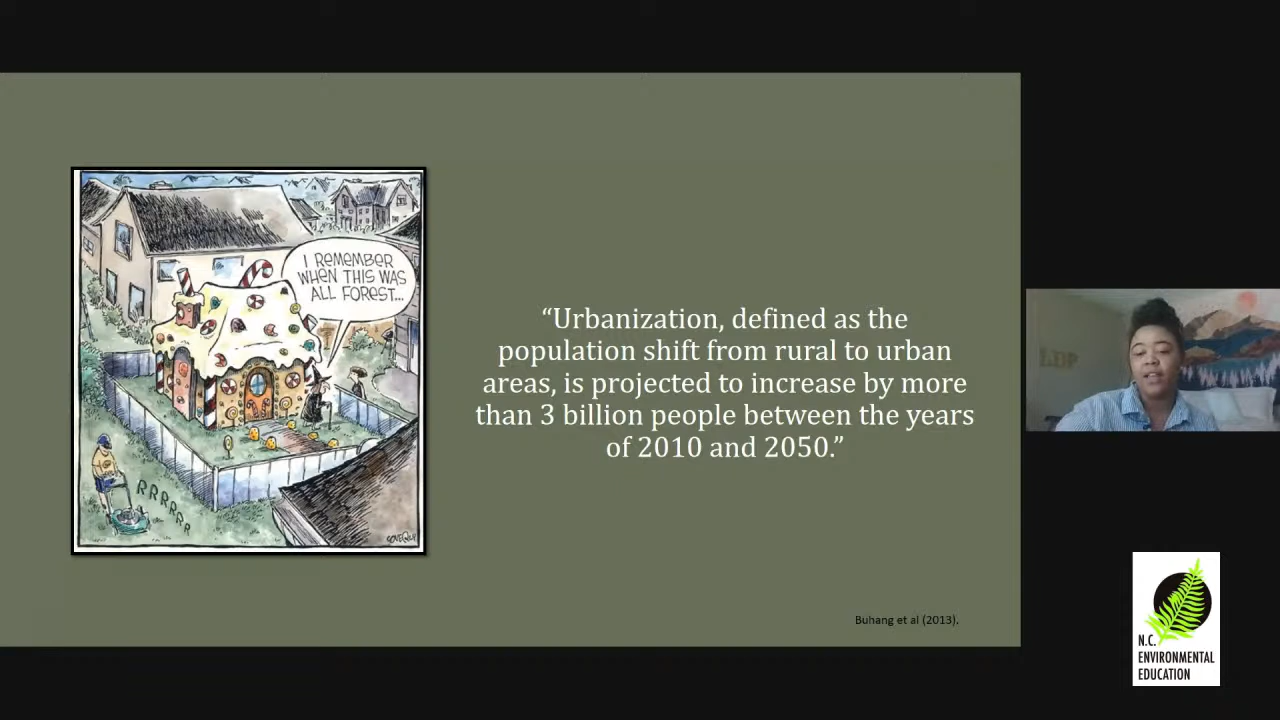 I REMEMBER
WHEN THIS WAS
ALL FOREST...
RRRRRR
“Urbanization, defined as the
population shift from rural to urban
areas, is projected to increase by more
than 3 billion people between the years
of 2010 and 2050.”
Buhang et al (2013).
LDP
N.C.
ENVIRONMENTAL
EDUCATION